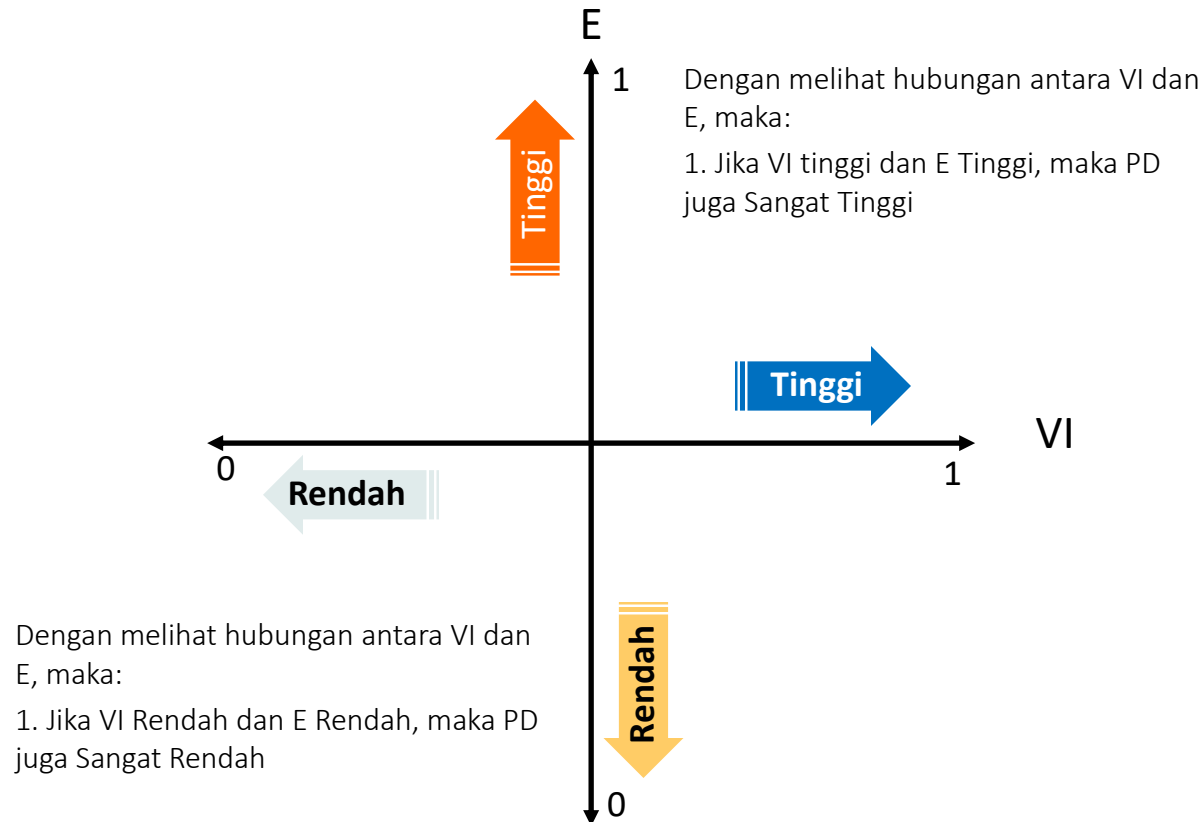 E
1
Dengan melihat hubungan antara VI dan
E, maka:
1. Jika VI tinggi dan E Tinggi, maka PD
juga Sangat Tinggi
Tinggi
Tinggi
VI
0
1
Rendah
Dengan melihat hubungan antara VI dan
E, maka:
1. Jika VI Rendah dan E Rendah, maka PD
juga Sangat Rendah
Rendah
0